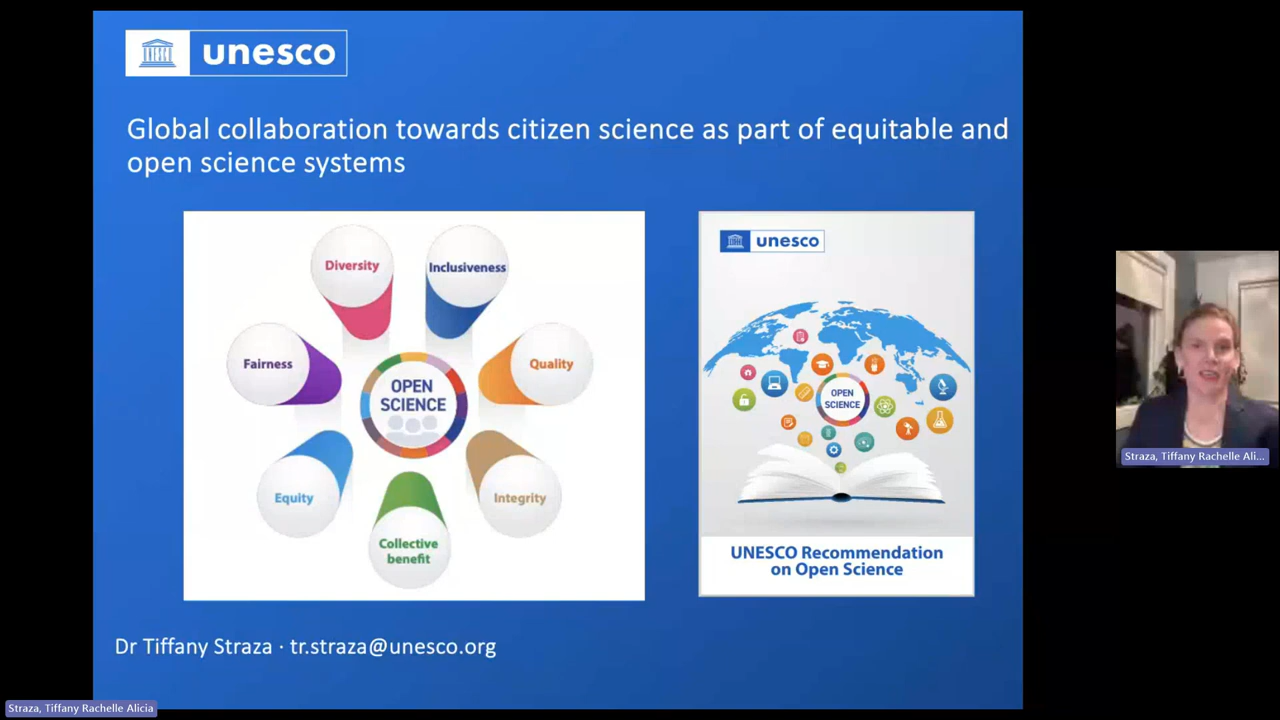 unesco
Global collaboration towards citizen science as part of equitable and
open science systems
Diversity
Inclusiveness
Fairness
Quality
OPEN
SCIENCE
Equity
Integrity
Collective
benefit
unesco
OPEN
SCIENCE
UNESCO Recommendation
on Open Science
Dr Tiffany Straza · tr.straza@unesco.org
Straza, Tiffany Rachelle Ali...
Straza, Tiffany Rachelle Alicia